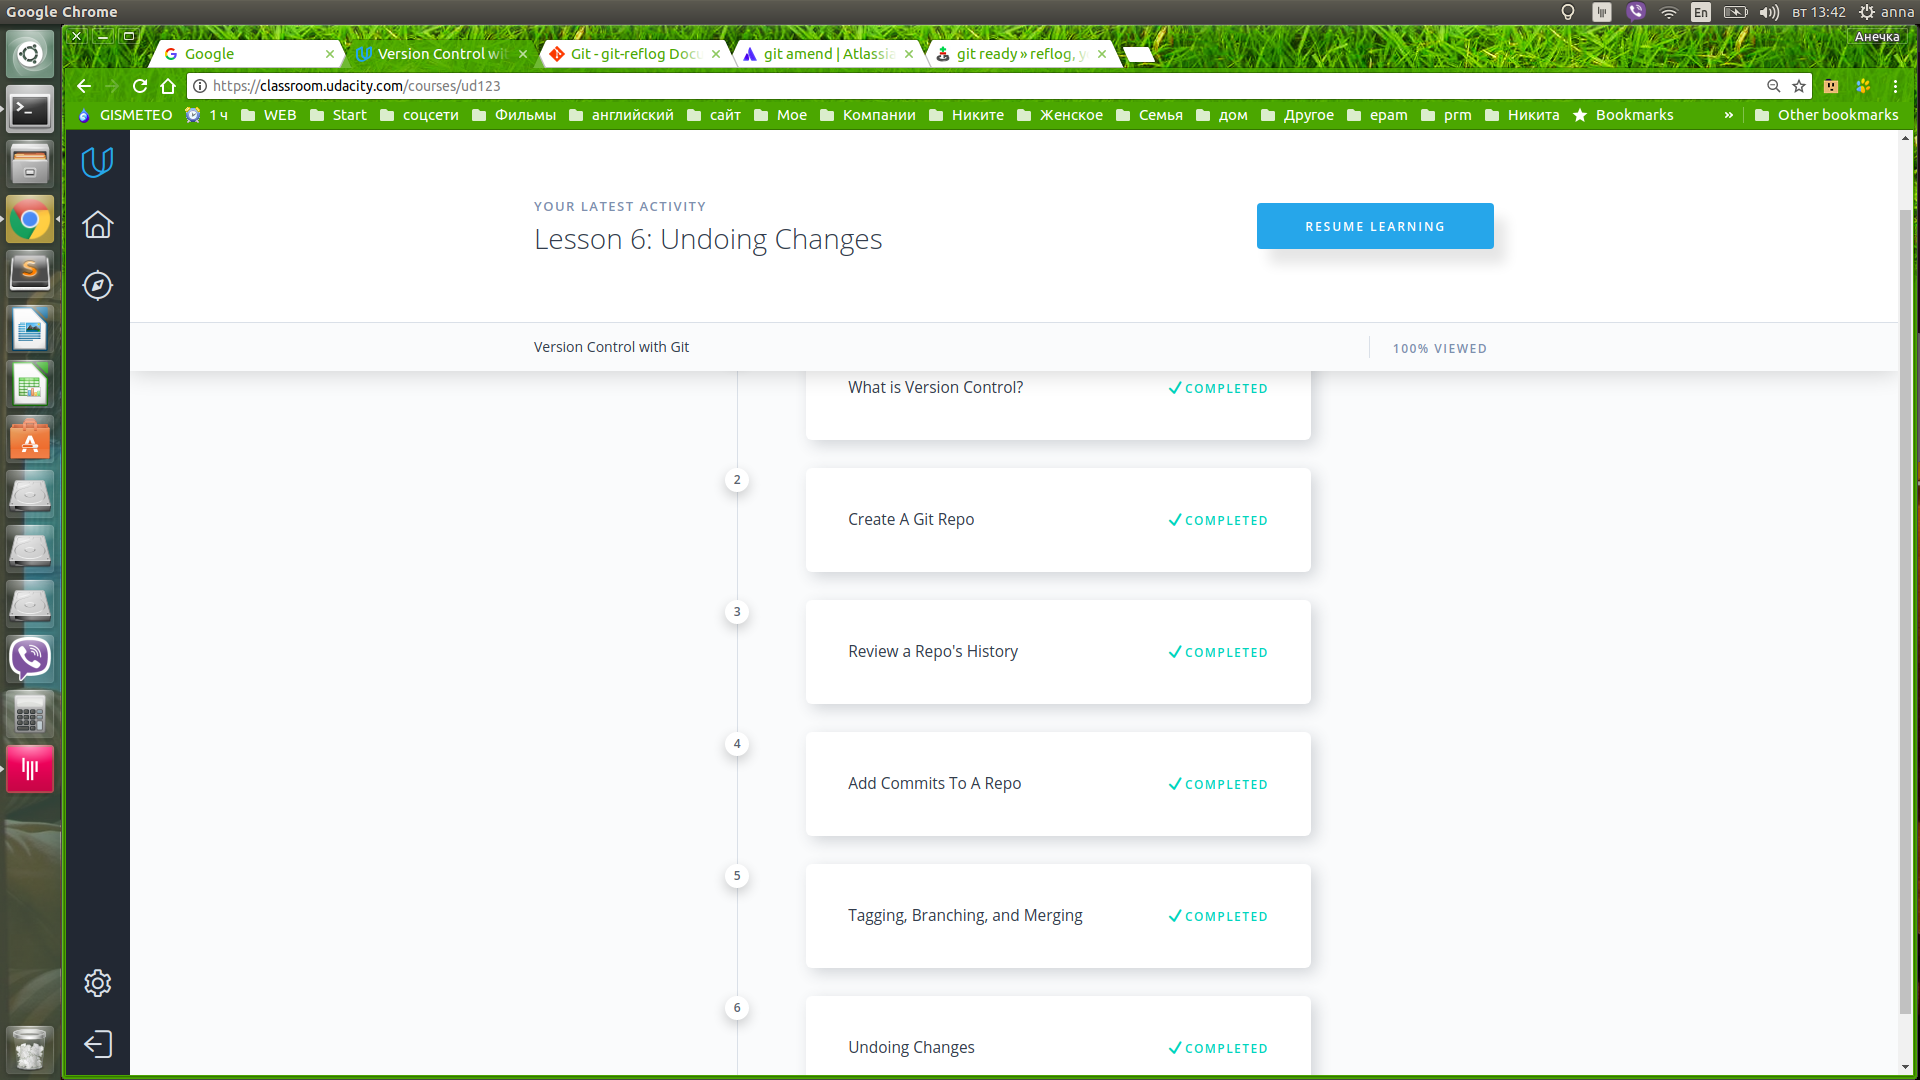 Google Chrome
En
вт 13:42
anna
Анечка
Google
Version Control wit
Git - git-reflog Docu
git amend | Atlassia
git ready » reflog, y
https://classroom.udacity.com/courses/ud123
GISMETEO
1 ч
WEB
Start
соцсети
Фильмы
английский
сайт
Мое
Компании
Никите
Женское
Семья
дом
Другое
epam
prm
Никита
Bookmarks
»
Other bookmarks
YOUR LATEST ACTIVITY
Lesson 6: Undoing Changes
RESUME LEARNING
Version Control with Git
100% VIEWED
What is Version Control?
COMPLETED
2
Create A Git Repo
COMPLETED
3
Review a Repo's History
COMPLETED
4
Add Commits To A Repo
COMPLETED
5
Tagging, Branching, and Merging
COMPLETED
6
Undoing Changes
COMPLETED